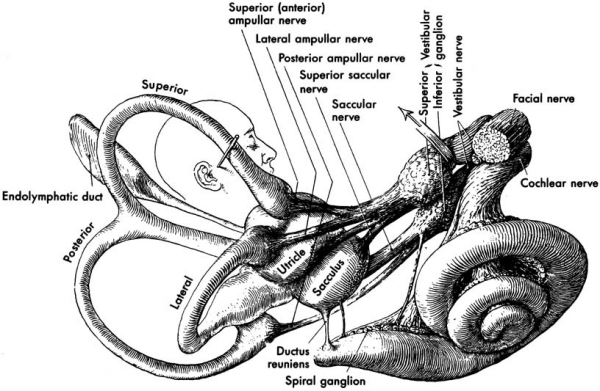 Superior (anterior)
ampullar nerve
Lateral ampullar nerve
Posterior ampullar nerve
Superior saccular
nerve
Saccular
nerve
Superior Vestibular
Inferior ganglion
Vestibular nerve
Facial nerve
Cochlear nerve
Superior
Endolymphatic duct
Posterior
Lateral
Utricle
Sacculus
Ductus
reuniens
Spiral ganglion